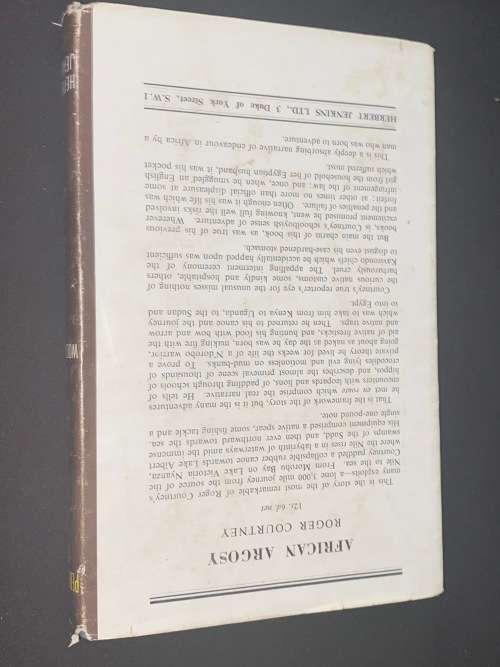 AFRICAN ARGOSY
ROGER COURTNEY
12s. 6d. net
This is the story of the most remarkable of Roger Courtney's
many exploits—a lone 3,000 mile journey from the source of the
Nile to the sea. From Mjombo Bay on Lake Victoria Nyanza,
Courtney paddled a collapsible rubber canoe towards Lake Albert
where the Nile rises in a labyrinth of waterways amid the immense
swamps of the Sudd, and then ever northward towards the sea.
His equipment comprised a native spear, some fishing tackle and a
single one-pound note.
That is the framework of the story, but it is the many adventures
he met en route which comprise the real narrative. He tells of
encounters with leopards and lions, of paddling through schools of
hippo, and describes the almost primeval scene of thousands of
crocodiles lying evil and motionless on mud-banks. To prove a
private theory he lived for weeks the life of a N'dorobo warrior,
going about as naked as the day he was born, making fire with the
aid of native firesticks, and hunting his food with bow and arrow
and native traps. Then he returned to his canoe and the journey
which was to take him from Kenya to Uganda, to the Sudan and
to into Egypt.
Courtney's true reporter's eye for the unusual misses nothing of
the curious native customs, some kindly and hospitable, others
barbarously cruel. The appalling interment ceremony of the
Kavirondo chiefs which he accidentally happed upon was sufficient
to disgust even his case-hardened stomach.
But the main charm of this book, as was true of his previous
books, is Courtney's schoolboyish sense of adventure. Wherever
excitement promised he went, knowing full well the risks involved
and the penalties of failure. Often though it was his life which was
forfeit; at other times no more than official displeasure at some
infringement of the law; and once, when he smuggled an English
girl from the household of her Egyptian husband, it was his pocket
which suffered most.
This is a deeply absorbing narrative of endeavour in Africa by a
man who was born to adventure.
HERBERT JENKINS LTD., 3 Duke of York Street, S.W.1